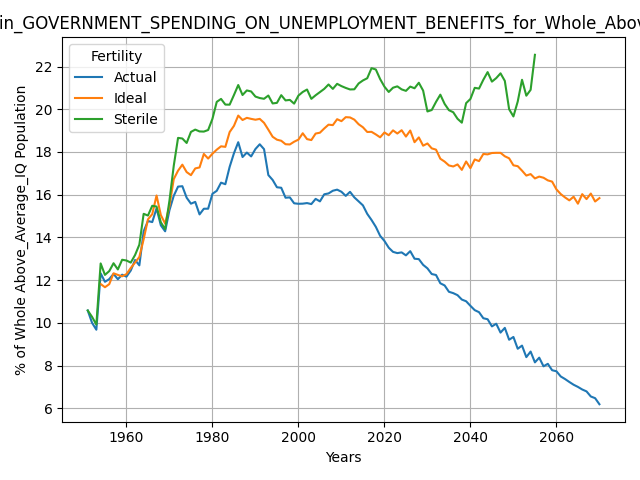 in_GOVERNMENT_SPENDING_ON_UNEMPLOYMENT_BENEFITS_for_Whole_Abov
Fertility
Actual
Ideal
Sterile
% of Whole Above_Average_IQ Population
22
20
18
16
14
12
10
8
6
1960
1980
2000
2020
2040
2060
Years